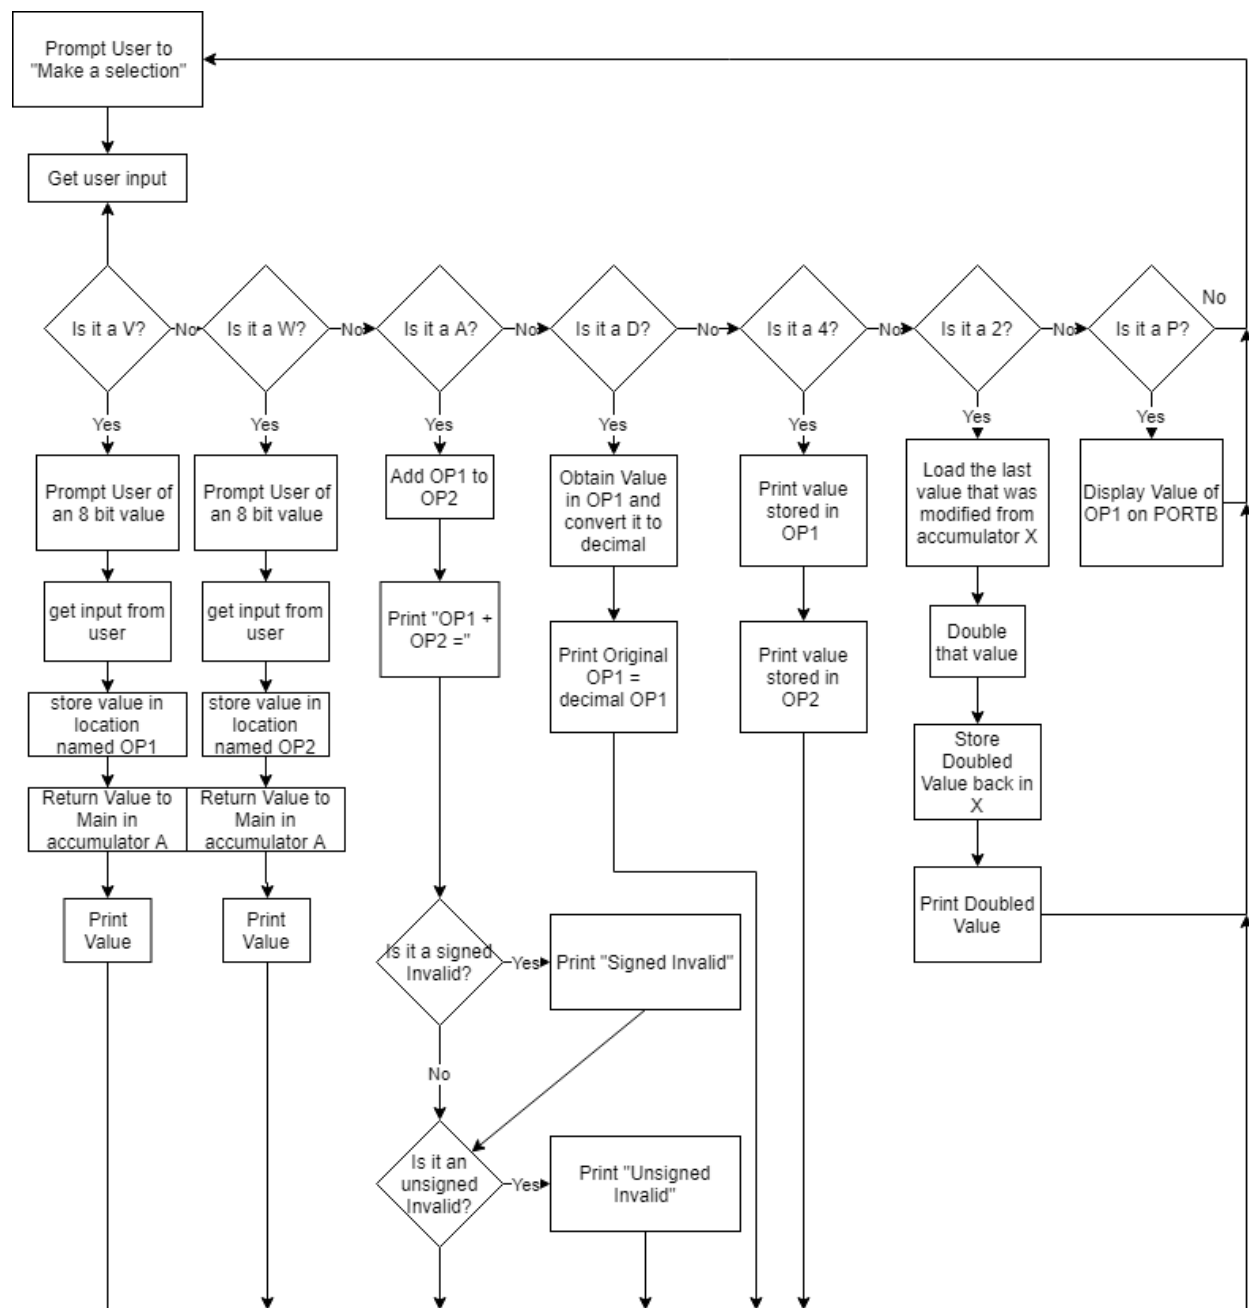 Prompt User to
"Make a selection"
Get user input
Is it a V?
No
Is it a W?
No
Is it a A?
No
Is it a D?
No
Is it a 4?
No
Is it a 2?
No
Is it a P?
No
Yes
Yes
Yes
Yes
Yes
Yes
Yes
Prompt User of
an 8 bit value
get input from
user
store value in
location
named OP1
Return Value to
Main in
accumulator A
Print
Value
Prompt User of
an 8 bit value
get input from
user
store value in
location
named OP2
Return Value to
Main in
accumulator A
Print
Value
Add OP1 to
OP2
Print "OP1 +
OP2 ="
Is it a signed
Invalid?
Yes
Print "Signed Invalid"
No
Is it an
unsigned
Invalid?
Yes
Print "Unsigned
Invalid"
Obtain Value
in OP1 and
convert it to
decimal
Print Original
OP1 =
decimal OP1
Print value
stored in
OP1
Print value
stored in
OP2
Load the last
value that was
modified from
accumulator X
Double
that value
Store
Doubled
Value back in
X
Print Doubled
Value
Display Value of
OP1 on PORTB